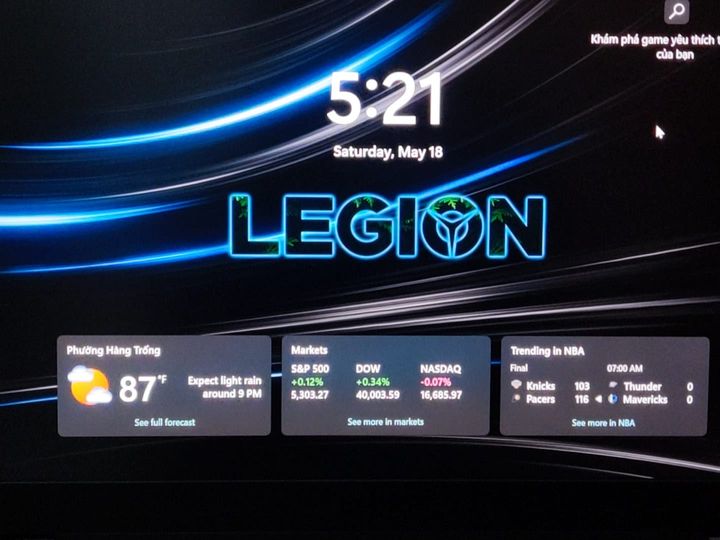 Khám phá game yêu thích
của bạn
5:21
Saturday, May 18
LEGION
Phường Hàng Trống
87°F
Expect light rain
around 9 PM
See full forecast
Markets
S&P 500 DOW NASDAQ
+0.12% +0.34% -0.07%
5,303.27 40,003.59 16,685.97
See more in markets
Trending in NBA
Final 07:00 AM
Knicks 103 Thunder 0
Pacers 116 Mavericks 0
See more in NBA